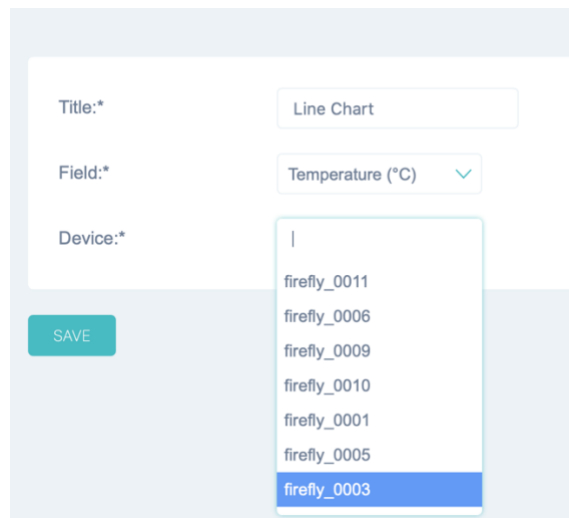 Title:* Line Chart
Field:* Temperature (°C)
Device:*
firefly_0011
firefly_0006
SAVE
firefly_0009
firefly_0010
firefly_0001
firefly_0005
firefly_0003